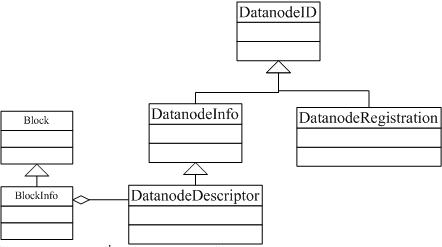 DatanodeID
DatanodeInfo
DatanodeRegistration
Block
BlockInfo
DatanodeDescriptor